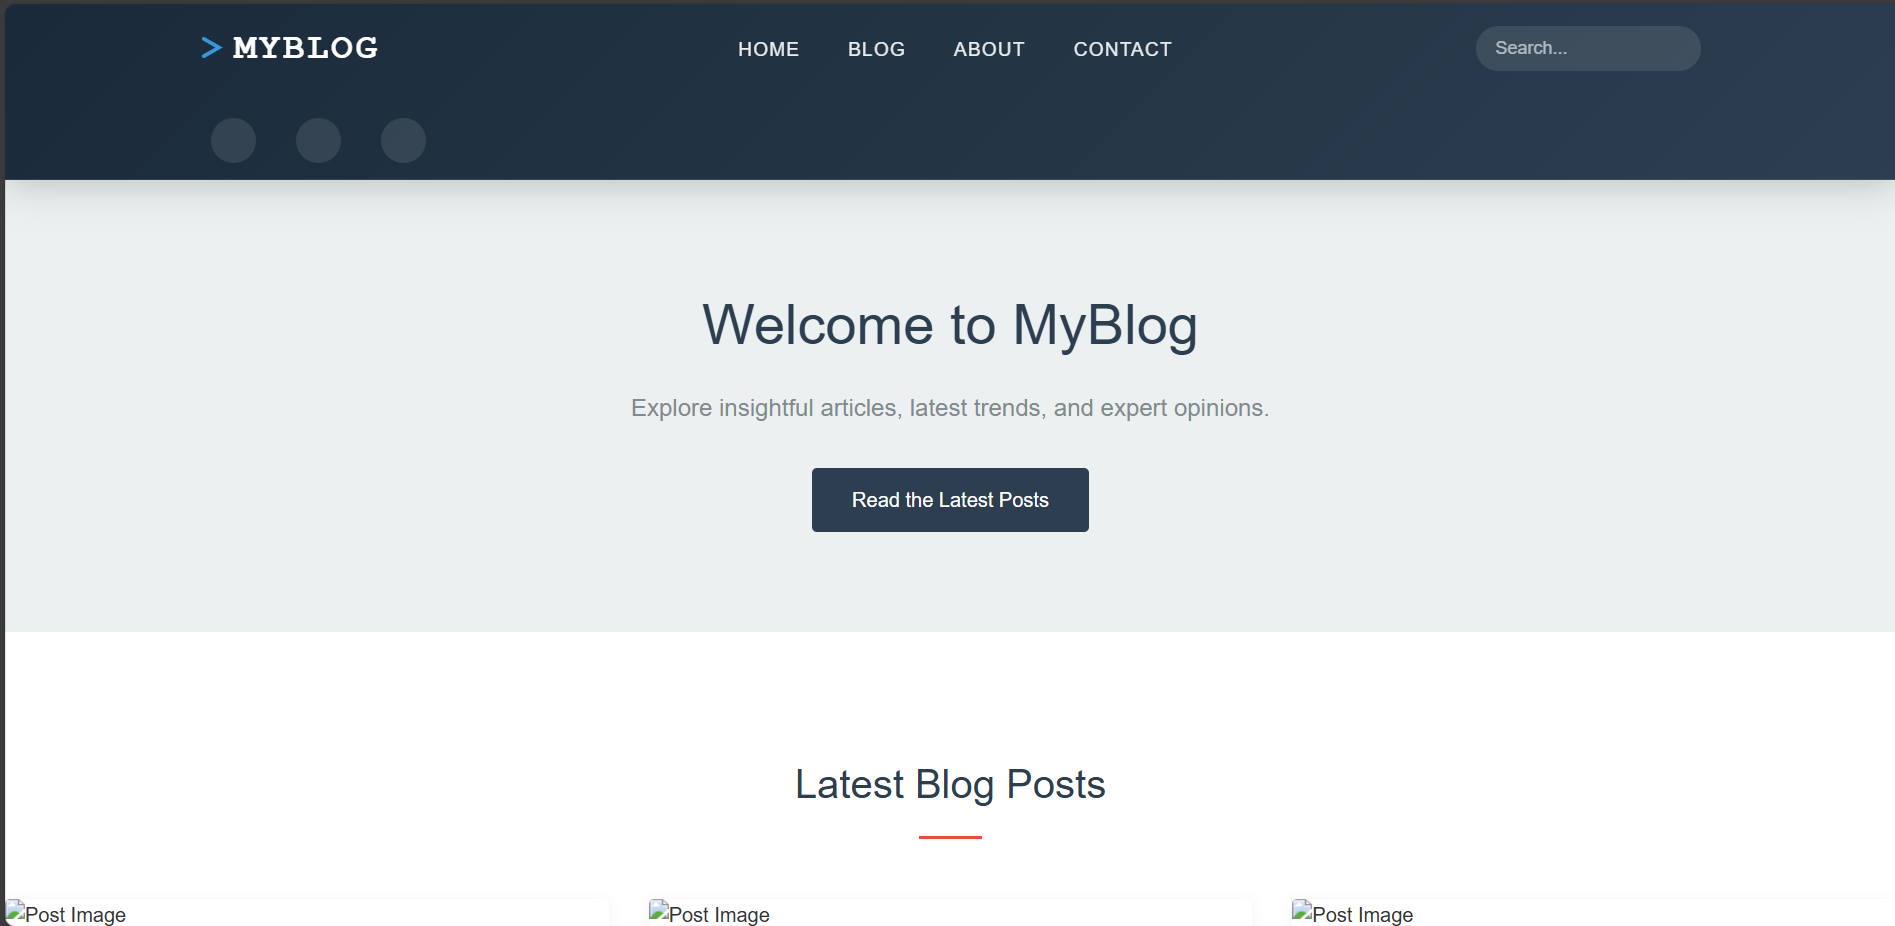 > MYBLOG
HOME BLOG ABOUT CONTACT
Search...
Welcome to MyBlog
Explore insightful articles, latest trends, and expert opinions.
Read the Latest Posts
Latest Blog Posts
Post Image
Post Image
Post Image